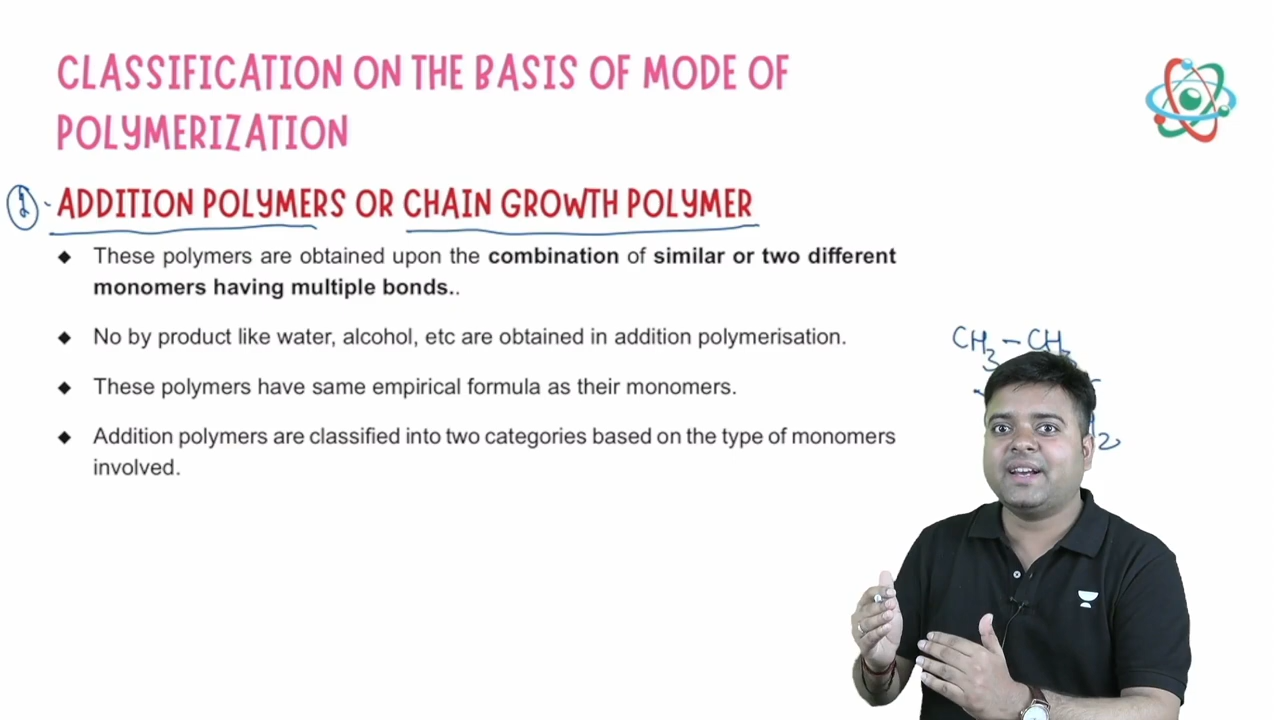 CLASSIFICATION ON THE BASIS OF MODE OF
POLYMERIZATION
1. ADDITION POLYMERS OR CHAIN GROWTH POLYMER
◆ These polymers are obtained upon the combination of similar or two different
monomers having multiple bonds..
◆ No by product like water, alcohol, etc are obtained in addition polymerisation.
◆ These polymers have same empirical formula as their monomers.
◆ Addition polymers are classified into two categories based on the type of monomers
involved.
CH3 - CH3